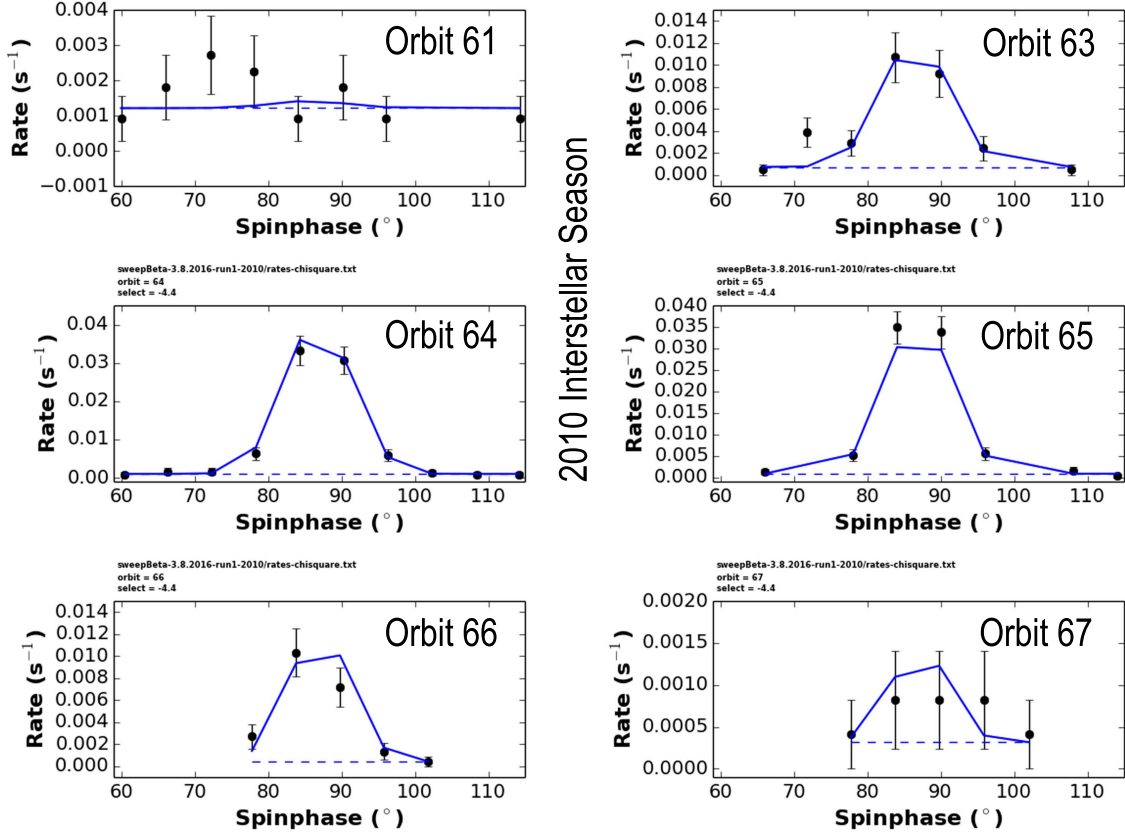 Orbit 61
Rate (s⁻¹)
0.004
0.003
0.002
0.001
0.000
−0.001
60 70 80 90 100 110
Spinphase (°)
Orbit 63
Rate (s⁻¹)
0.014
0.012
0.010
0.008
0.006
0.004
0.002
0.000
60 70 80 90 100 110
Spinphase (°)
2010 Interstellar Season
sweepBeta-3.8.2016-run1-2010/rates-chisquare.txt
orbit = 64
select = -4.4
Orbit 64
Rate (s⁻¹)
0.04
0.03
0.02
0.01
0.00
60 70 80 90 100 110
Spinphase (°)
sweepBeta-3.8.2016-run1-2010/rates-chisquare.txt
orbit = 65
select = -4.4
Orbit 65
Rate (s⁻¹)
0.040
0.035
0.030
0.025
0.020
0.015
0.010
0.005
0.000
60 70 80 90 100 110
Spinphase (°)
sweepBeta-3.8.2016-run1-2010/rates-chisquare.txt
orbit = 66
select = -4.4
Orbit 66
Rate (s⁻¹)
0.014
0.012
0.010
0.008
0.006
0.004
0.002
0.000
60 70 80 90 100 110
Spinphase (°)
sweepBeta-3.8.2016-run1-2010/rates-chisquare.txt
orbit = 67
select = -4.4
Orbit 67
Rate (s⁻¹)
0.0020
0.0015
0.0010
0.0005
0.0000
60 70 80 90 100 110
Spinphase (°)